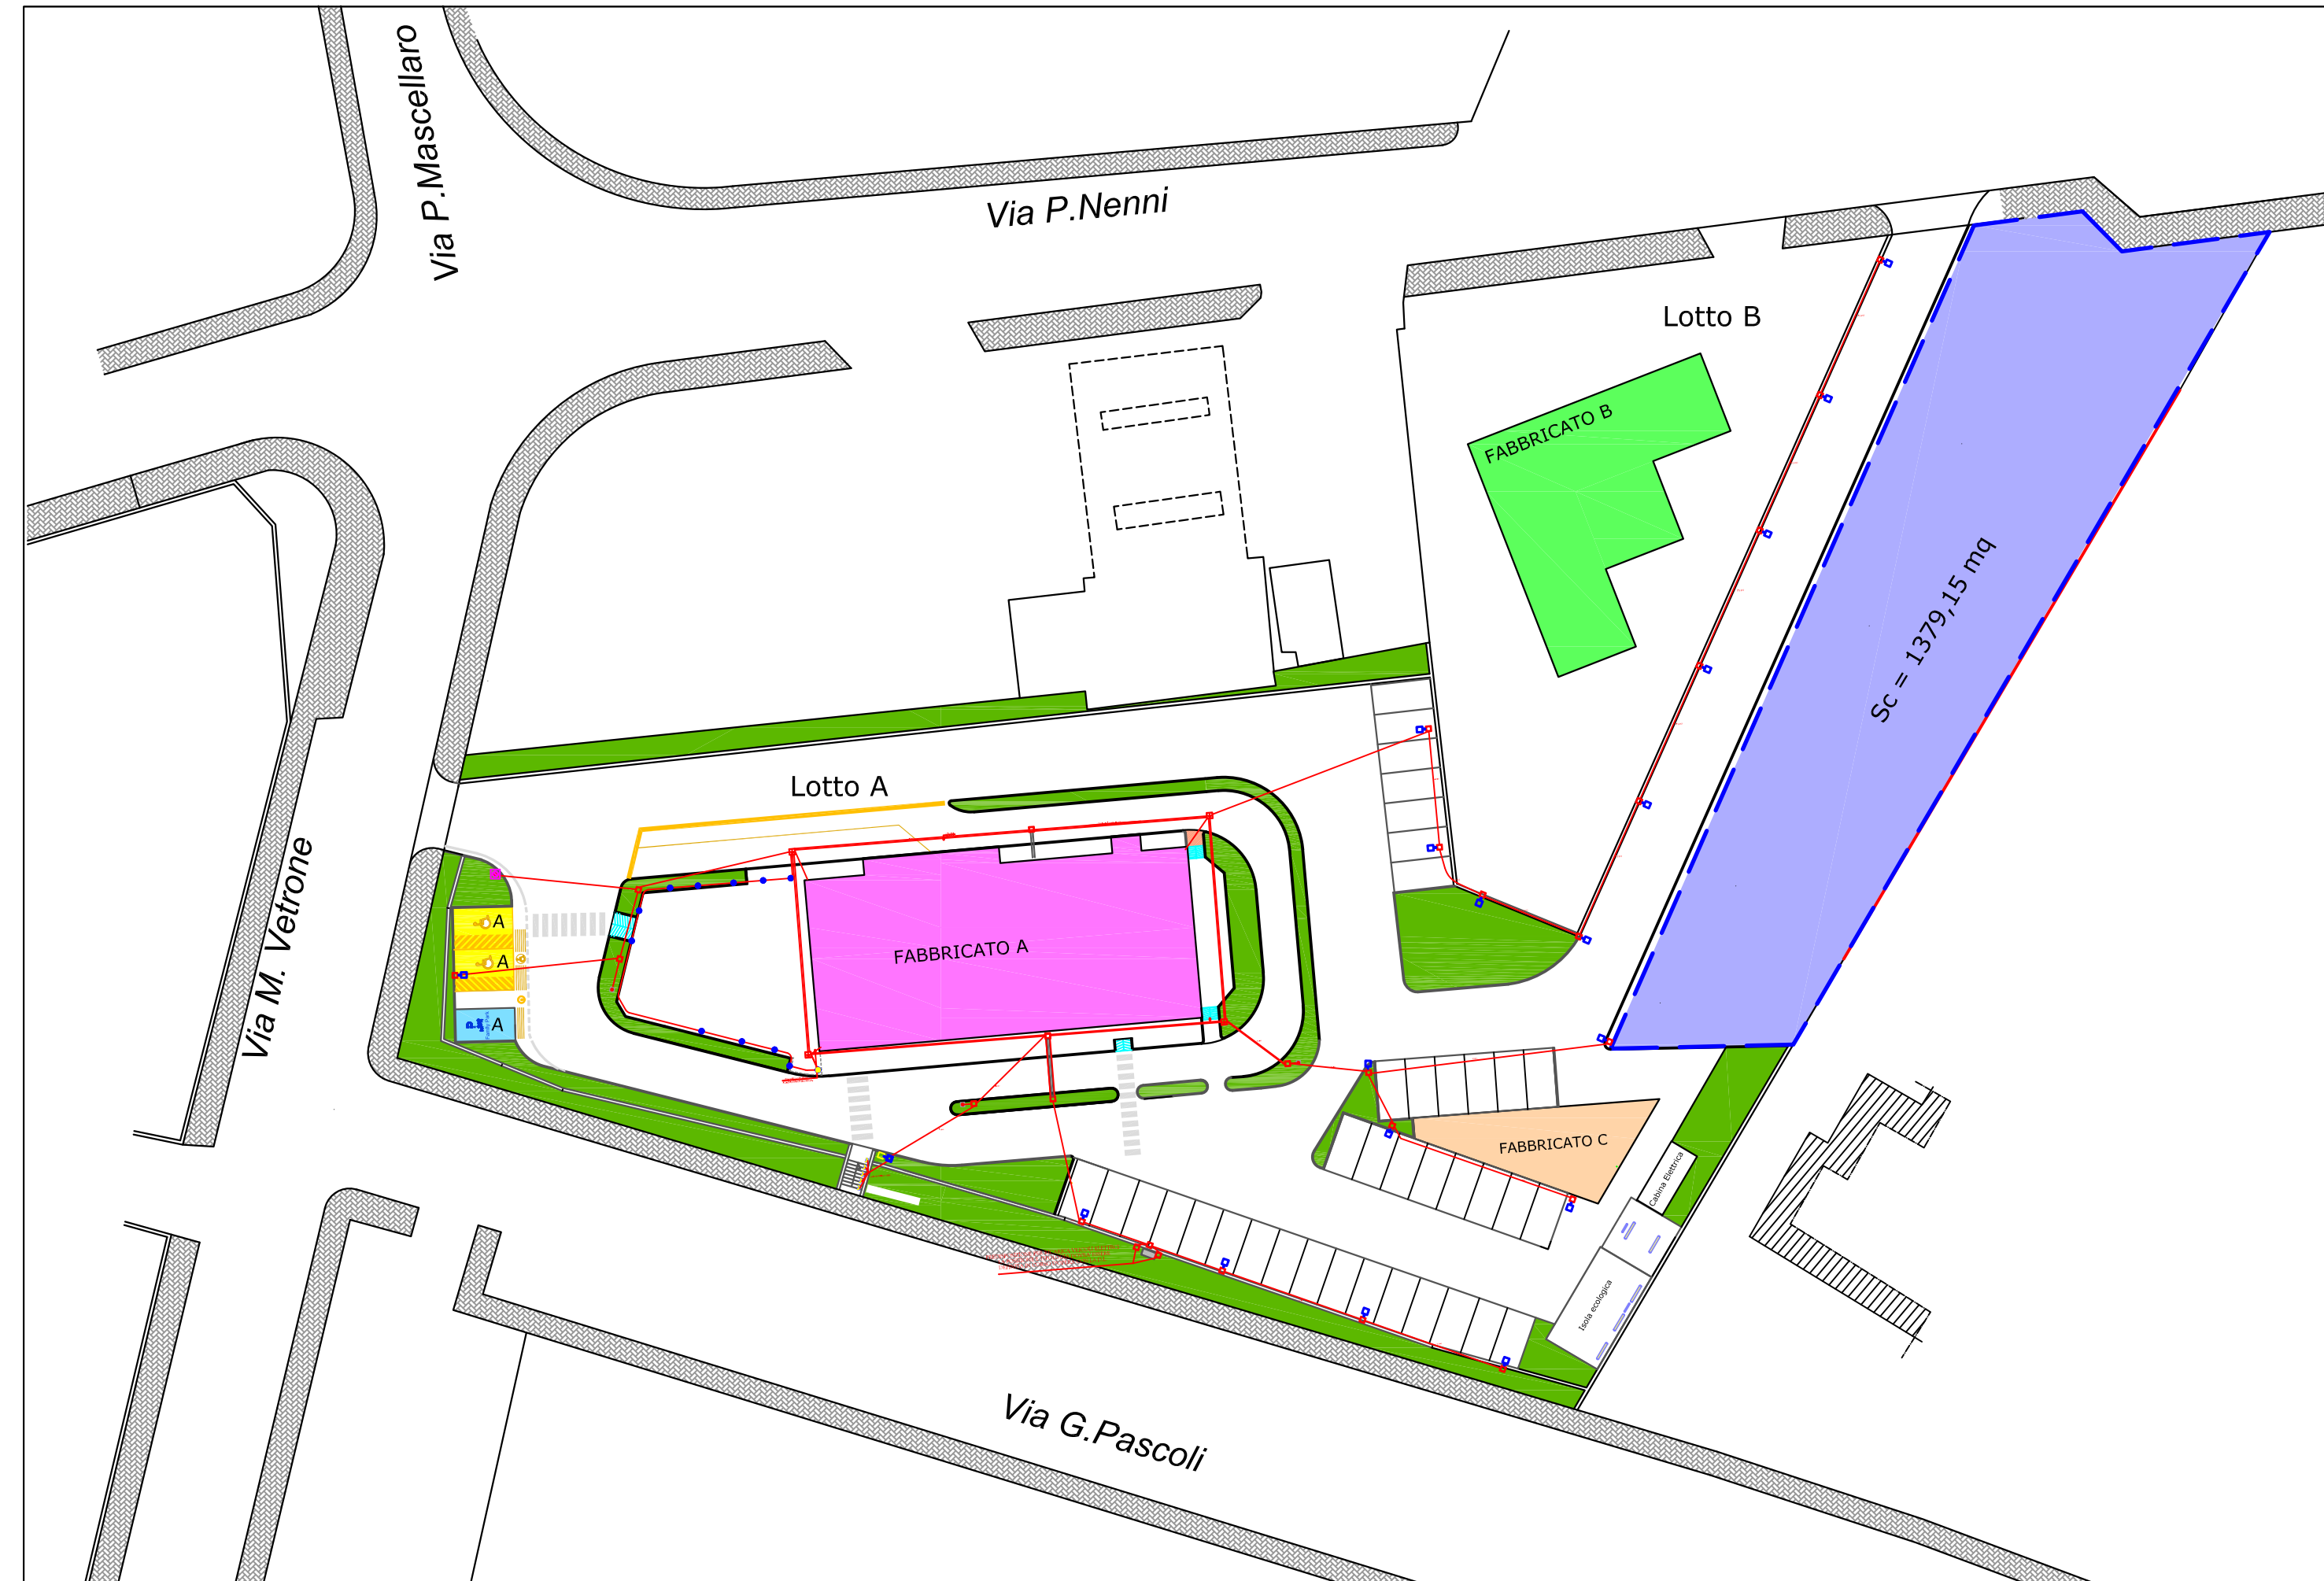 Via P.Mascellaro
Via P.Nenni
Lotto B
FABBRICATO B
Sc = 1379,15 mq
Lotto A
Via M. Vetrone
A
A
A
P
FABBRICATO A
FABBRICATO C
Cabina Elettrica
Isola ecologica
Via G.Pascoli